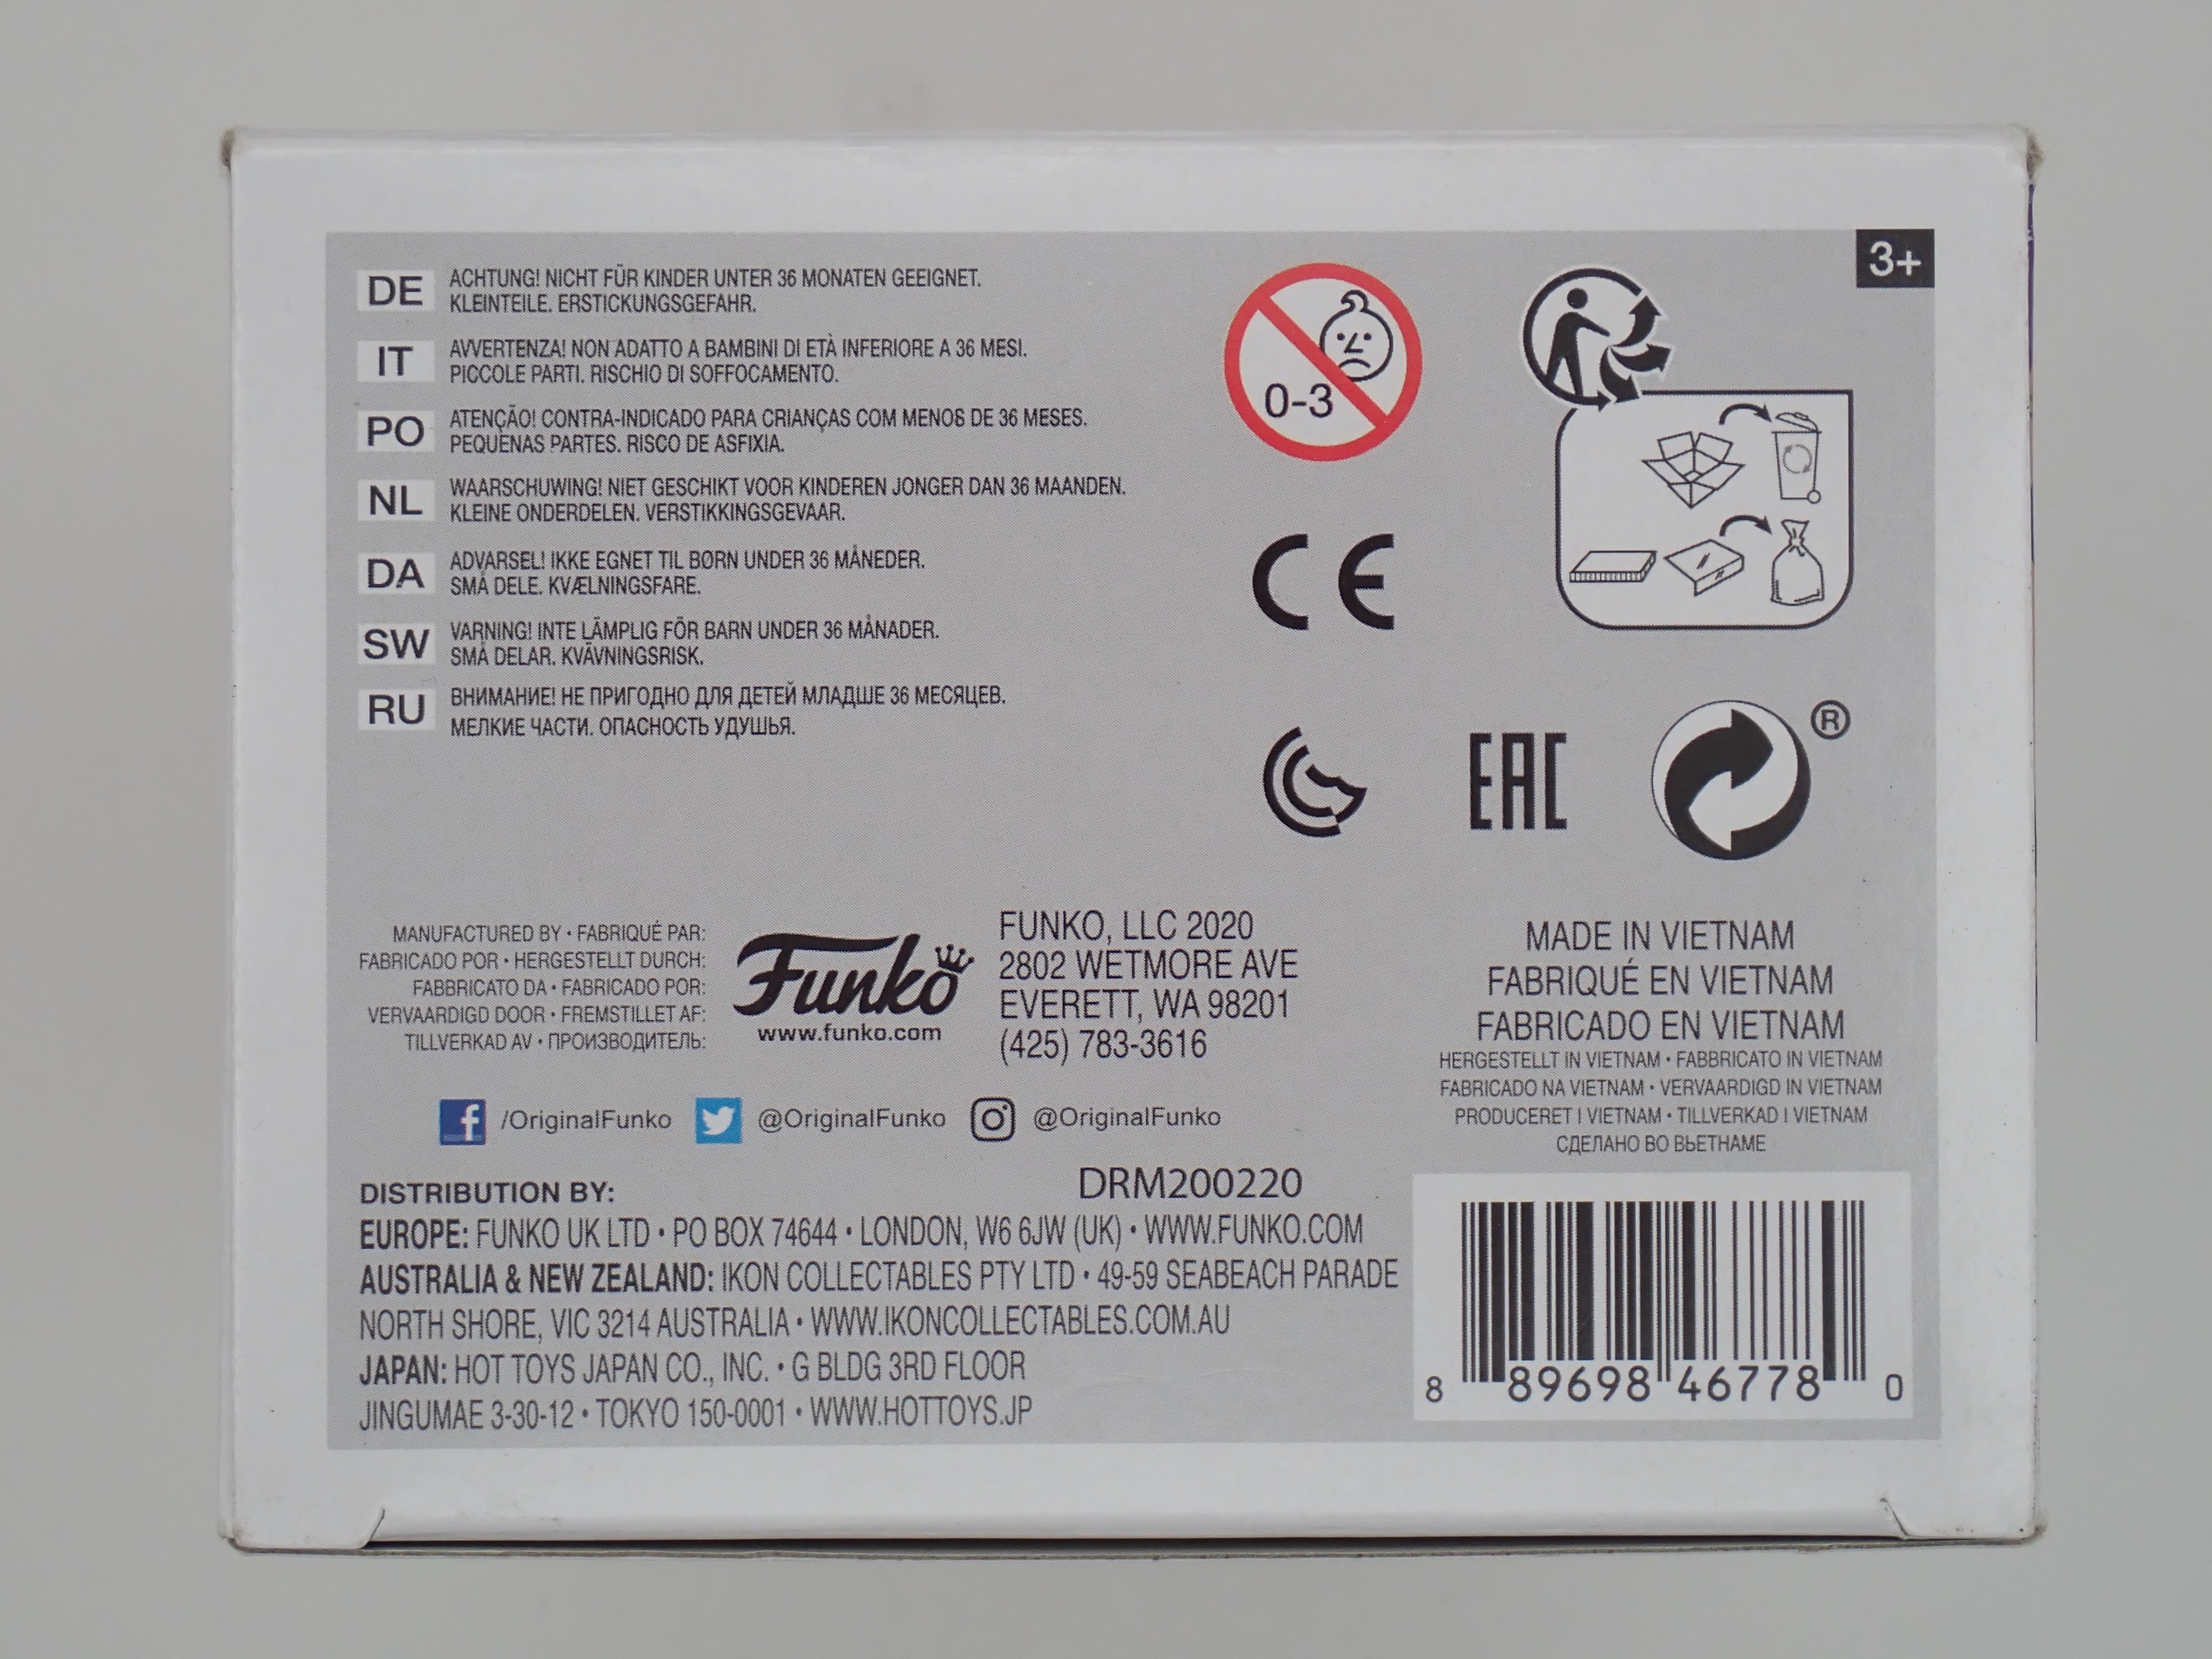 3+
DE
ACHTUNG! NICHT FÜR KINDER UNTER 36 MONATEN GEEIGNET.
KLEINTEILE. ERSTICKUNGSGEFAHR.
IT
AVVERTENZA! NON ADATTO A BAMBINI DI ETÀ INFERIORE A 36 MESI.
PICCOLE PARTI. RISCHIO DI SOFFOCAMENTO.
PO
ATENÇÃO! CONTRA-INDICADO PARA CRIANÇAS COM MENOS DE 36 MESES.
PEQUENAS PARTES. RISCO DE ASFIXIA.
NL
WAARSCHUWING! NIET GESCHIKT VOOR KINDEREN JONGER DAN 36 MAANDEN.
KLEINE ONDERDELEN. VERSTIKKINGSGEVAAR.
DA
ADVARSEL! IKKE EGNET TIL BØRN UNDER 36 MÅNEDER.
SMÅ DELE. KVÆLNINGSFARE.
SW
VARNING! INTE LÄMPLIG FÖR BARN UNDER 36 MÅNADER.
SMÅ DELAR. KVÄVNINGSRISK.
RU
ВНИМАНИЕ! НЕ ПРИГОДНО ДЛЯ ДЕТЕЙ МЛАДШЕ 36 МЕСЯЦЕВ.
МЕЛКИЕ ЧАСТИ. ОПАСНОСТЬ УДУШЬЯ.
0-3
CE
EAC
®
MANUFACTURED BY • FABRIQUÉ PAR:
FABRICADO POR • HERGESTELLT DURCH:
FABBRICATO DA • FABRICADO POR:
VERVAARDIGD DOOR • FREMSTILLET AF:
TILLVERKAD AV • ПРОИЗВОДИТЕЛЬ:
Funko
www.funko.com
FUNKO, LLC 2020
2802 WETMORE AVE
EVERETT, WA 98201
(425) 783-3616
MADE IN VIETNAM
FABRIQUÉ EN VIETNAM
FABRICADO EN VIETNAM
HERGESTELLT IN VIETNAM • FABBRICATO IN VIETNAM
FABRICADO NA VIETNAM • VERVAARDIGD IN VIETNAM
PRODUCERET I VIETNAM • TILLVERKAD I VIETNAM
СДЕЛАНО ВО ВЬЕТНАМЕ
f /OriginalFunko @OriginalFunko @OriginalFunko
DRM200220
DISTRIBUTION BY:
EUROPE: FUNKO UK LTD • PO BOX 74644 • LONDON, W6 6JW (UK) • WWW.FUNKO.COM
AUSTRALIA & NEW ZEALAND: IKON COLLECTABLES PTY LTD • 49-59 SEABEACH PARADE
NORTH SHORE, VIC 3214 AUSTRALIA • WWW.IKONCOLLECTABLES.COM.AU
JAPAN: HOT TOYS JAPAN CO., INC. • G BLDG 3RD FLOOR
JINGUMAE 3-30-12 • TOKYO 150-0001 • WWW.HOTTOYS.JP
8 89698 46778 0